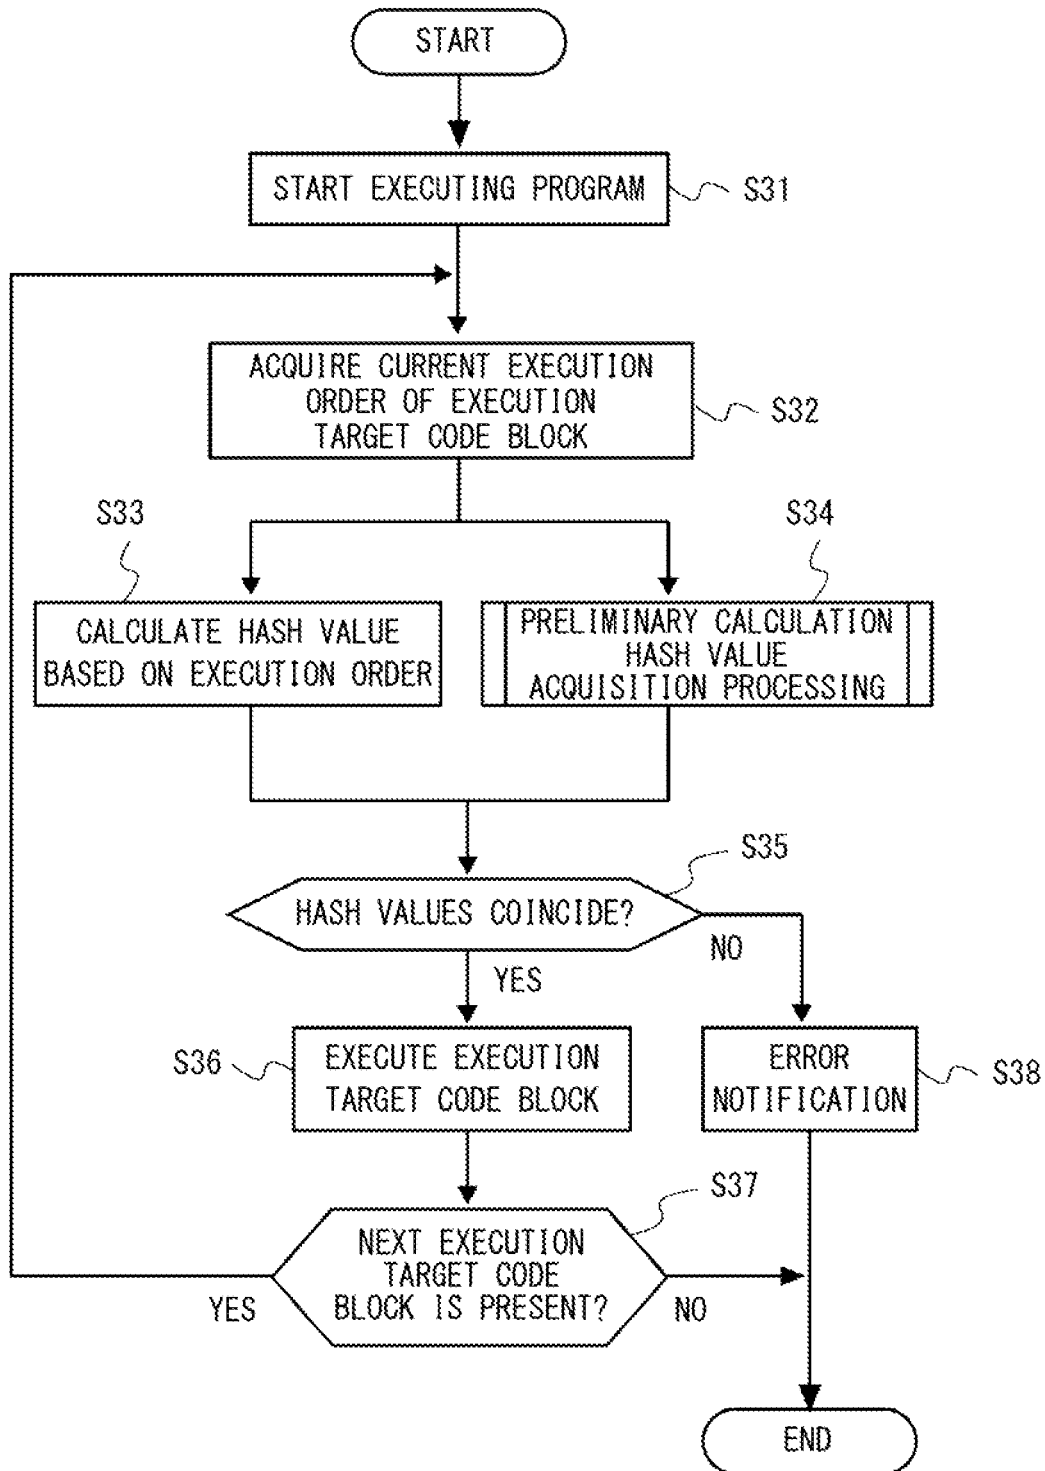 START
START EXECUTING PROGRAM
S31
ACQUIRE CURRENT EXECUTION
ORDER OF EXECUTION
TARGET CODE BLOCK
S32
S33
S34
CALCULATE HASH VALUE
BASED ON EXECUTION ORDER
PRELIMINARY CALCULATION
HASH VALUE
ACQUISITION PROCESSING
S35
HASH VALUES COINCIDE?
NO
YES
S36
EXECUTE EXECUTION
TARGET CODE BLOCK
ERROR
NOTIFICATION
S38
S37
NEXT EXECUTION
TARGET CODE
BLOCK IS PRESENT?
YES
NO
END